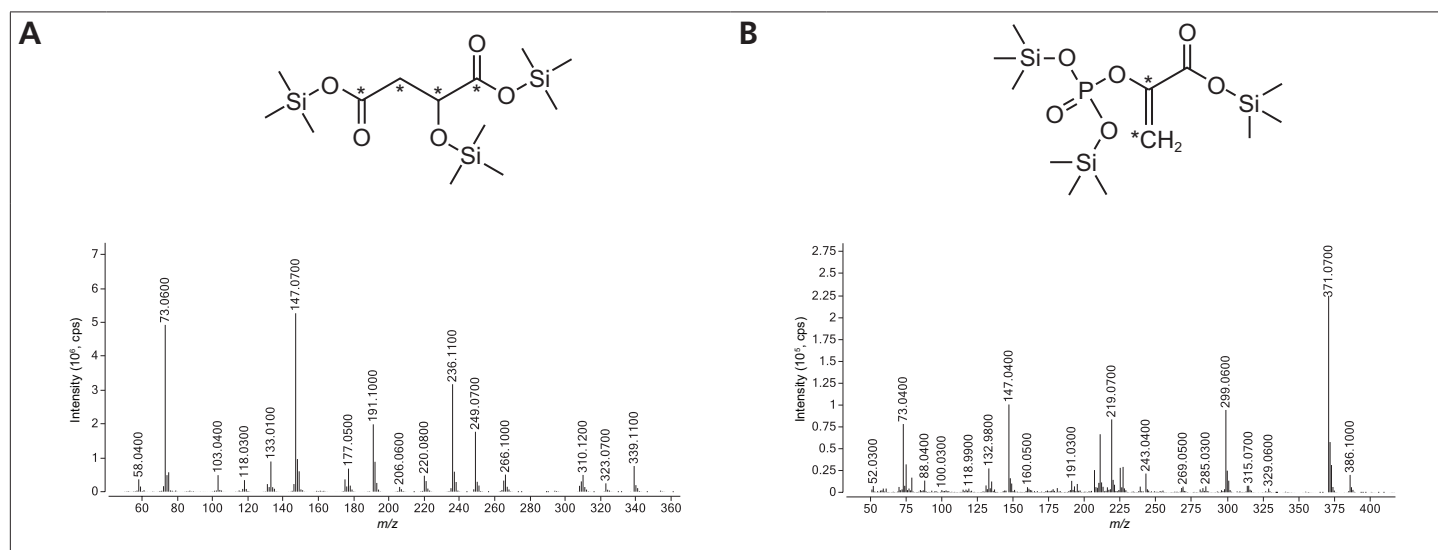 A
O
O
Si
*
*
*
*
O
Si
O
O
Si
Intensity (10⁶, cps)
7
6
5
4
3
2
1
0
58.0400
73.0600
103.0400
118.0300
133.0100
147.0700
177.0500
191.1000
206.0600
220.0800
236.1100
249.0700
266.1000
310.1200
323.0700
339.1100
60 80 100 120 140 160 180 200 220 240 260 280 300 320 340 360
m/z
B
Si
O
O
*
O
P
O
O
Si
O
*CH₂
Si
Intensity (10⁵, cps)
2.75
2.5
2.25
2
1.75
1.5
1.25
1
0.75
0.5
0.25
0
52.0300
73.0400
88.0400
100.0300
118.9900
132.9800
147.0400
160.0500
191.0300
219.0700
243.0400
269.0500
285.0300
299.0600
315.0700
329.0600
371.0700
386.1000
50 75 100 125 150 175 200 225 250 275 300 325 350 375 400
m/z